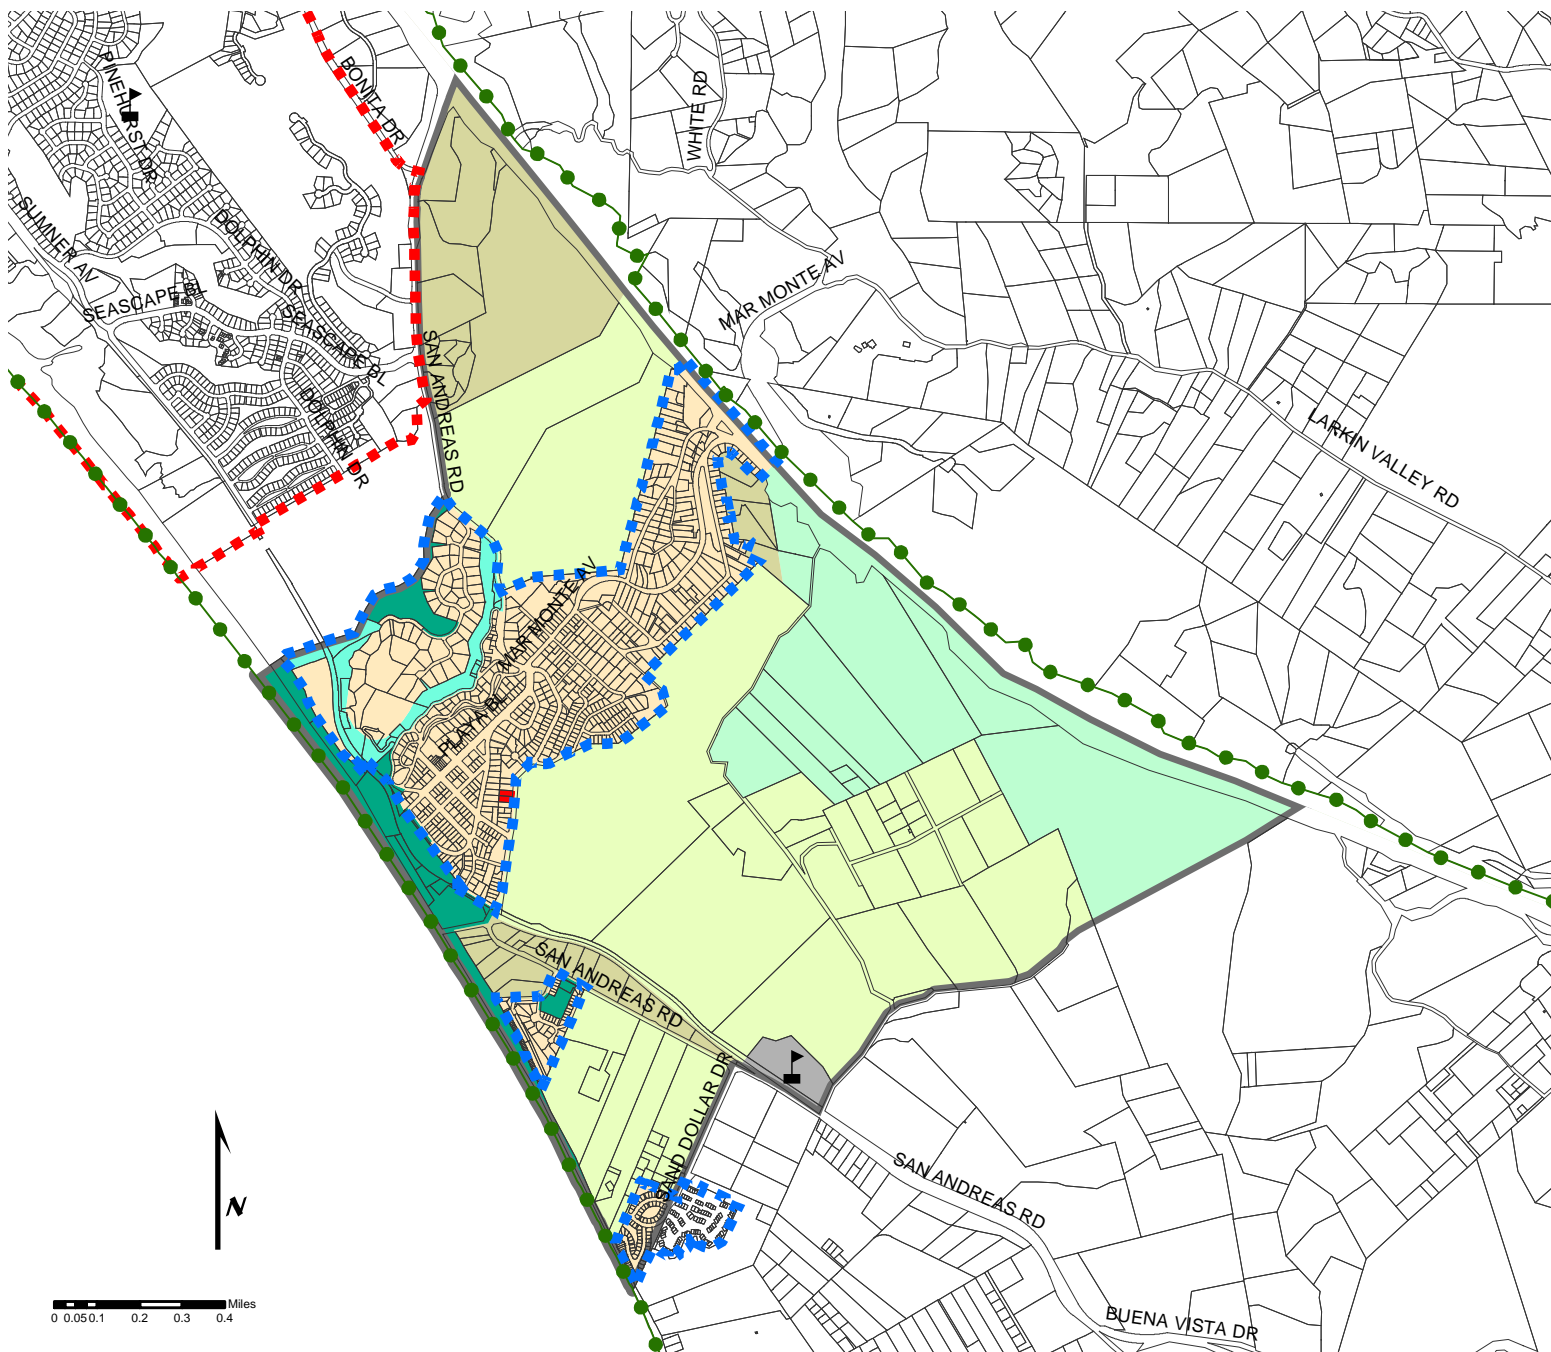 BONITA DR
PINEHURST DR
WHITE RD
SUMNER AV
DOLPHIN DR
SEASCAPE BL
SEASCAPE BL
MAR MONTE AV
SAN ANDREAS RD
DOLPHIN DR
LARKIN VALLEY RD
MAR MONTE AV
PLAYA BL
SAN ANDREAS RD
SAND DOLLAR DR
SAN ANDREAS RD
N
BUENA VISTA DR
Miles
0 0.05 0.1 0.2 0.3 0.4